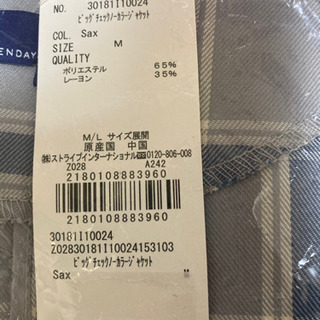 ENDAY
NO. 30181I10024
ﾋﾞｯｸﾞﾁｪｯｸﾉｰｶﾗｰｼﾞｬｹｯﾄ
COL. Sax
SIZE M
QUALITY
ポリエステル 65%
レーヨン 35%
M/L サイズ展開
原産国 中国
㈱ストライプインターナショナル 0120-806-008
Z028 A242
2180108883960
2180108883960
30181I10024
Z02830181I10024153103
ﾋﾞｯｸﾞﾁｪｯｸﾉｰｶﾗｰｼﾞｬｹｯﾄ
Sax